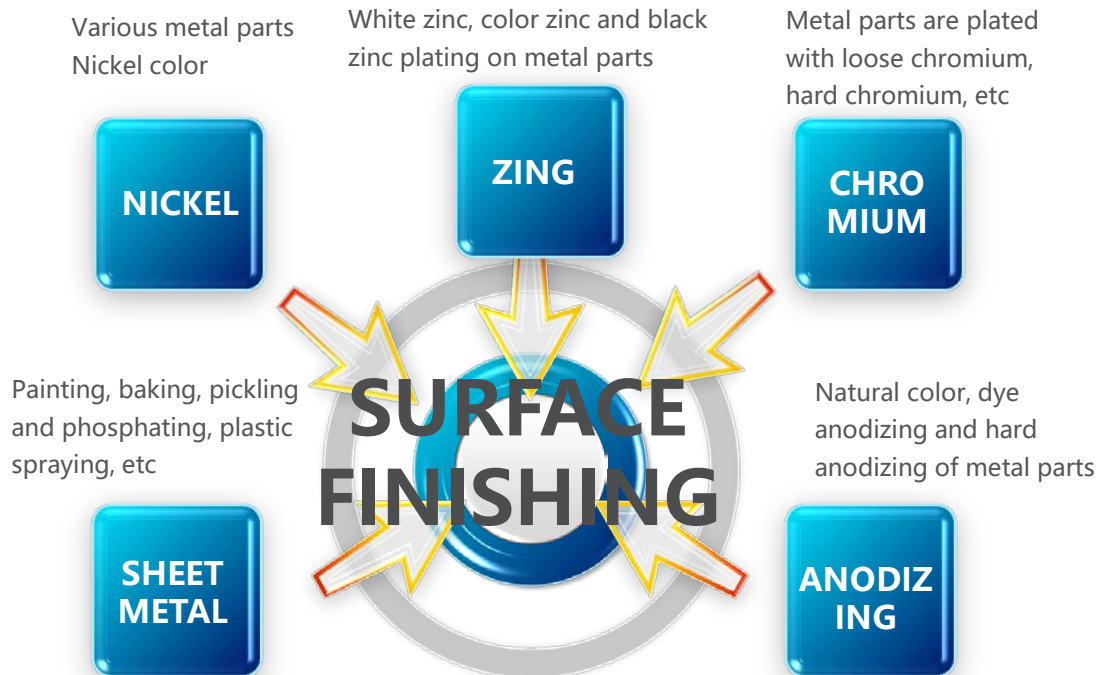 Various metal parts
Nickel color
White zinc, color zinc and black
zinc plating on metal parts
Metal parts are plated
with loose chromium,
hard chromium, etc
NICKEL
ZING
CHRO
MIUM
Painting, baking, pickling
and phosphating, plastic
spraying, etc
SURFACE
FINISHING
Natural color, dye
anodizing and hard
anodizing of metal parts
SHEET
METAL
ANODIZ
ING